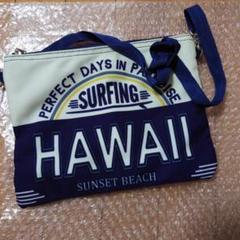 PERFECT DAYS IN PARADISE
SURFING
HAWAII
SUNSET BEACH